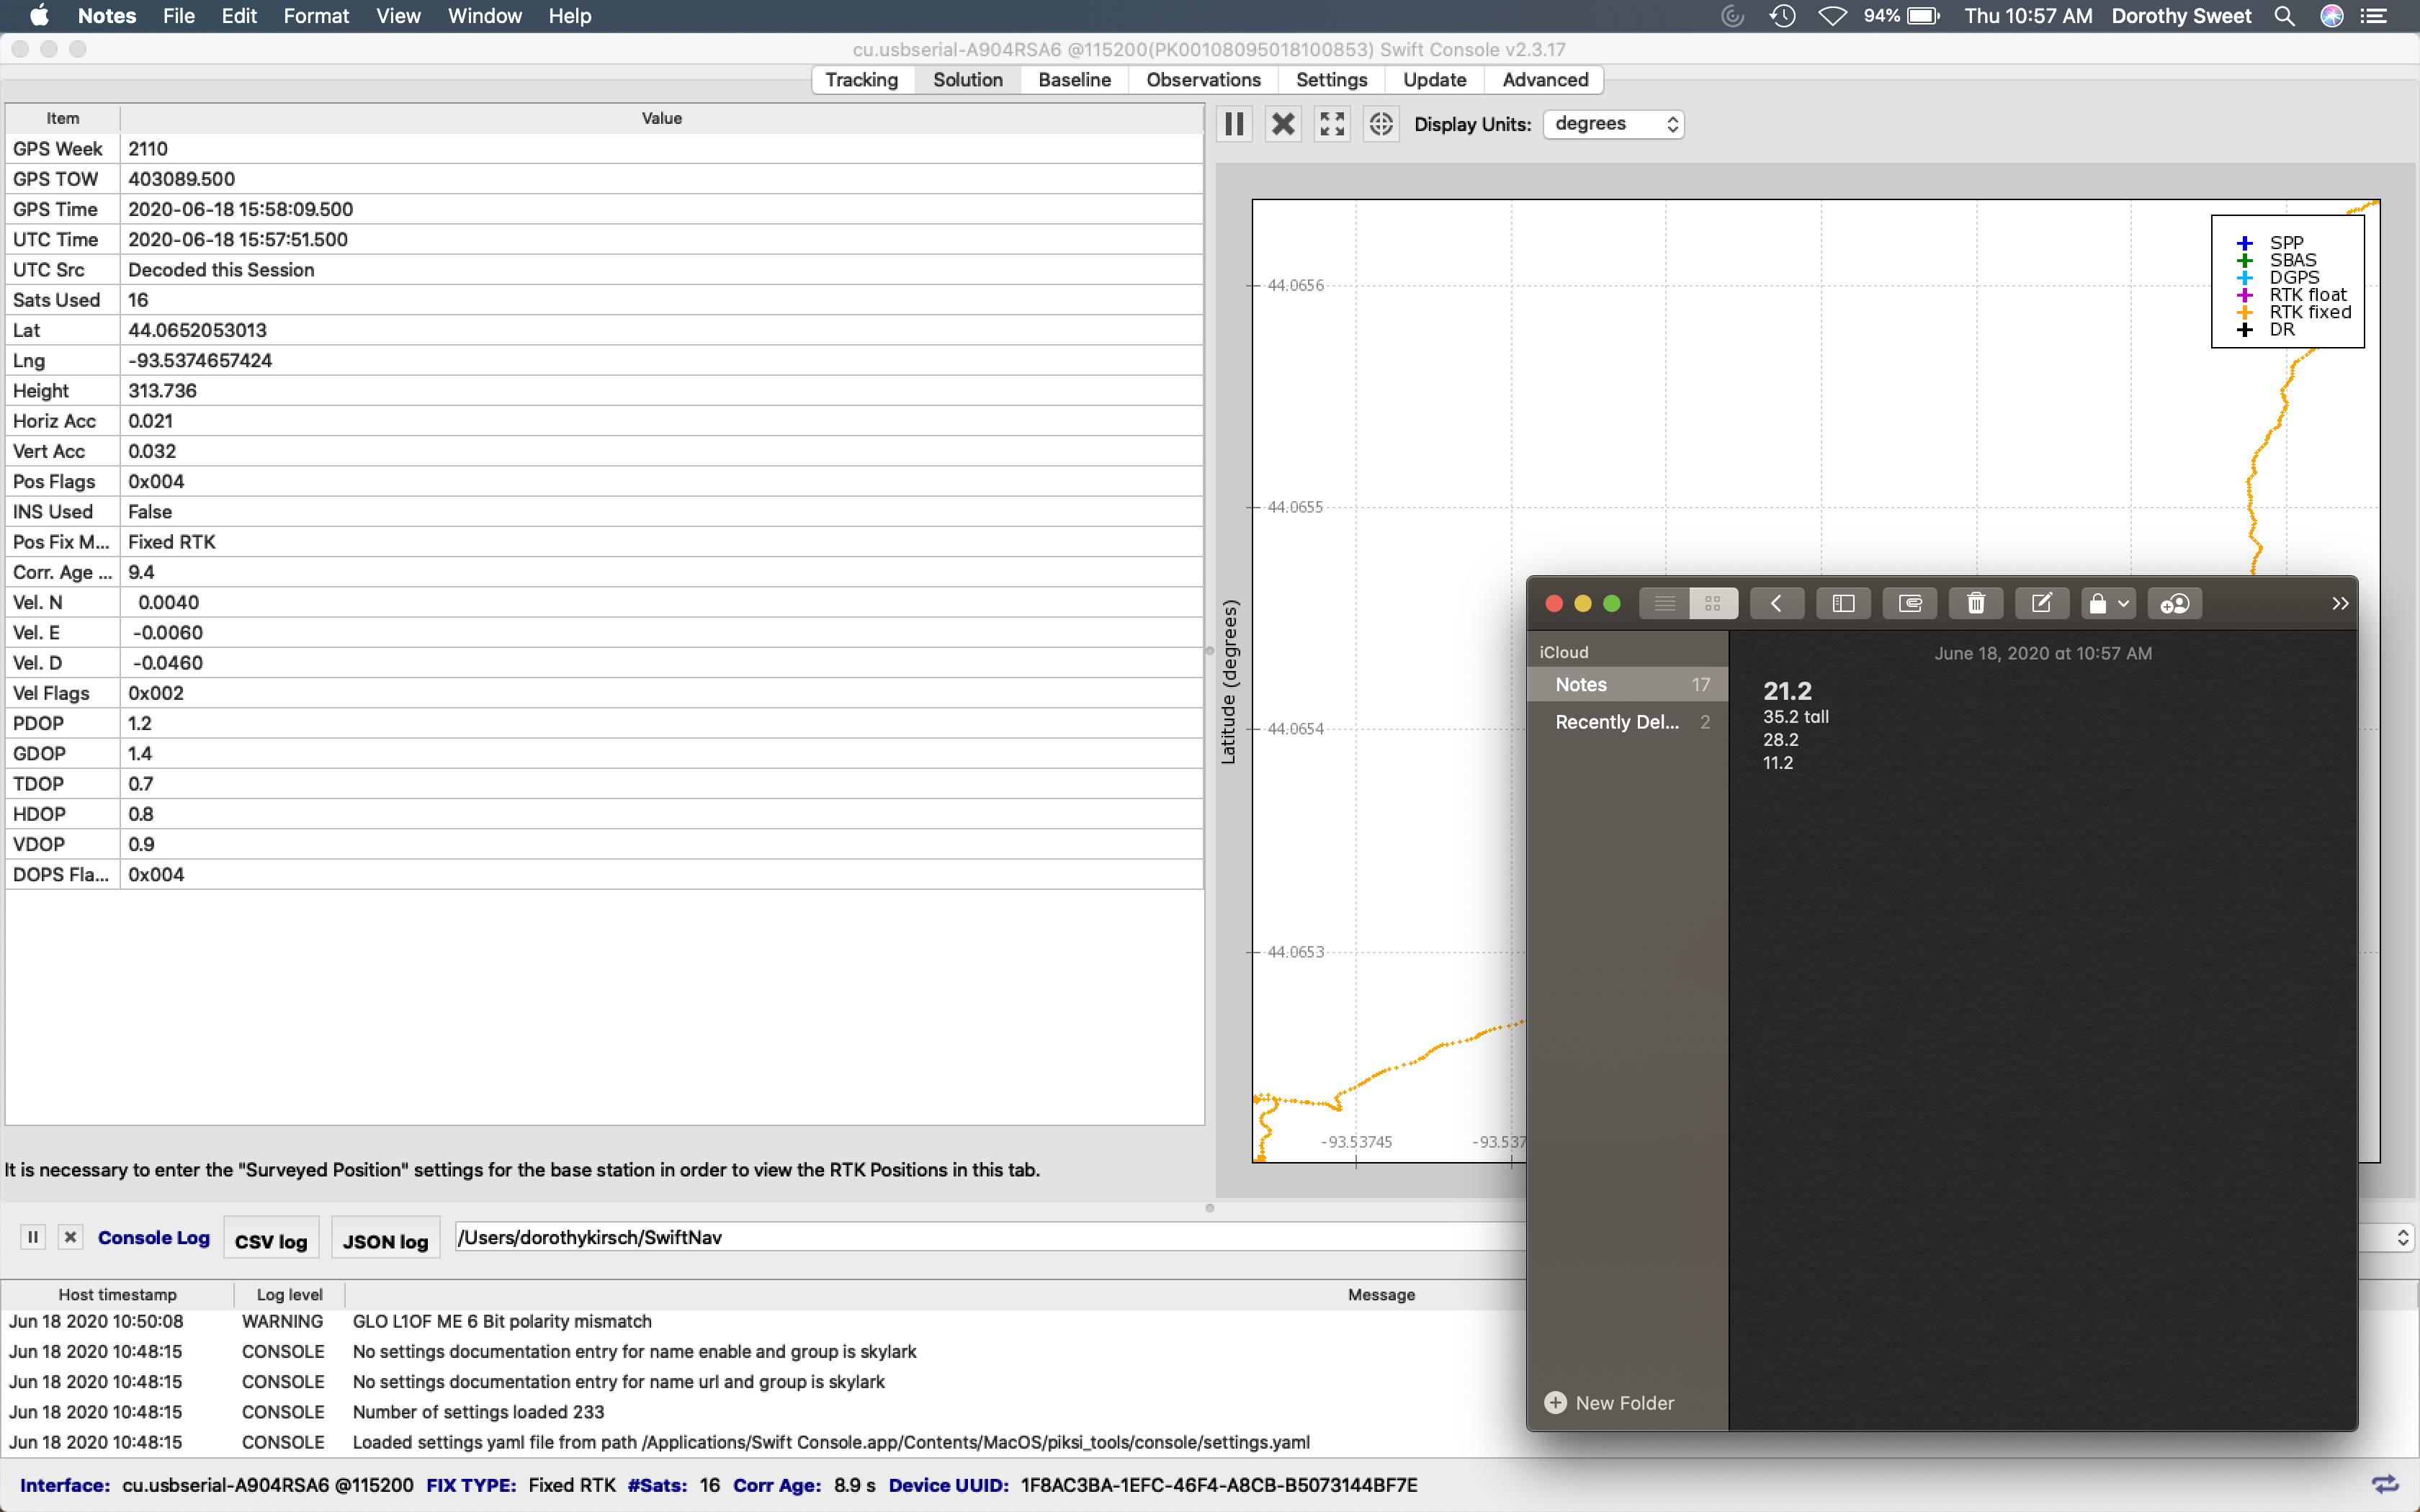 Notes File Edit Format View Window Help 94% Thu 10:57 AM Dorothy Sweet
cu.usbserial-A904RSA6 @115200(PK00108095018100853) Swift Console v2.3.17
Tracking Solution Baseline Observations Settings Update Advanced
Item Value
GPS Week 2110
GPS TOW 403089.500
GPS Time 2020-06-18 15:58:09.500
UTC Time 2020-06-18 15:57:51.500
UTC Src Decoded this Session
Sats Used 16
Lat 44.0652053013
Lng -93.5374657424
Height 313.736
Horiz Acc 0.021
Vert Acc 0.032
Pos Flags 0x004
INS Used False
Pos Fix M... Fixed RTK
Corr. Age ... 9.4
Vel. N 0.0040
Vel. E -0.0060
Vel. D -0.0460
Vel Flags 0x002
PDOP 1.2
GDOP 1.4
TDOP 0.7
HDOP 0.8
VDOP 0.9
DOPS Fla... 0x004
It is necessary to enter the "Surveyed Position" settings for the base station in order to view the RTK Positions in this tab.
Display Units: degrees
SPP
SBAS
DGPS
RTK float
RTK fixed
DR
Latitude (degrees)
44.0656
44.0655
44.0654
44.0653
-93.53745 -93.537
iCloud
Notes 17
Recently Del... 2
New Folder
June 18, 2020 at 10:57 AM
21.2
35.2 tall
28.2
11.2
Console Log CSV log JSON log /Users/dorothykirsch/SwiftNav
Host timestamp Log level Message
Jun 18 2020 10:50:08 WARNING GLO L1OF ME 6 Bit polarity mismatch
Jun 18 2020 10:48:15 CONSOLE No settings documentation entry for name enable and group is skylark
Jun 18 2020 10:48:15 CONSOLE No settings documentation entry for name url and group is skylark
Jun 18 2020 10:48:15 CONSOLE Number of settings loaded 233
Jun 18 2020 10:48:15 CONSOLE Loaded settings yaml file from path /Applications/Swift Console.app/Contents/MacOS/piksi_tools/console/settings.yaml
Interface: cu.usbserial-A904RSA6 @115200 FIX TYPE: Fixed RTK #Sats: 16 Corr Age: 8.9 s Device UUID: 1F8AC3BA-1EFC-46F4-A8CB-B5073144BF7E